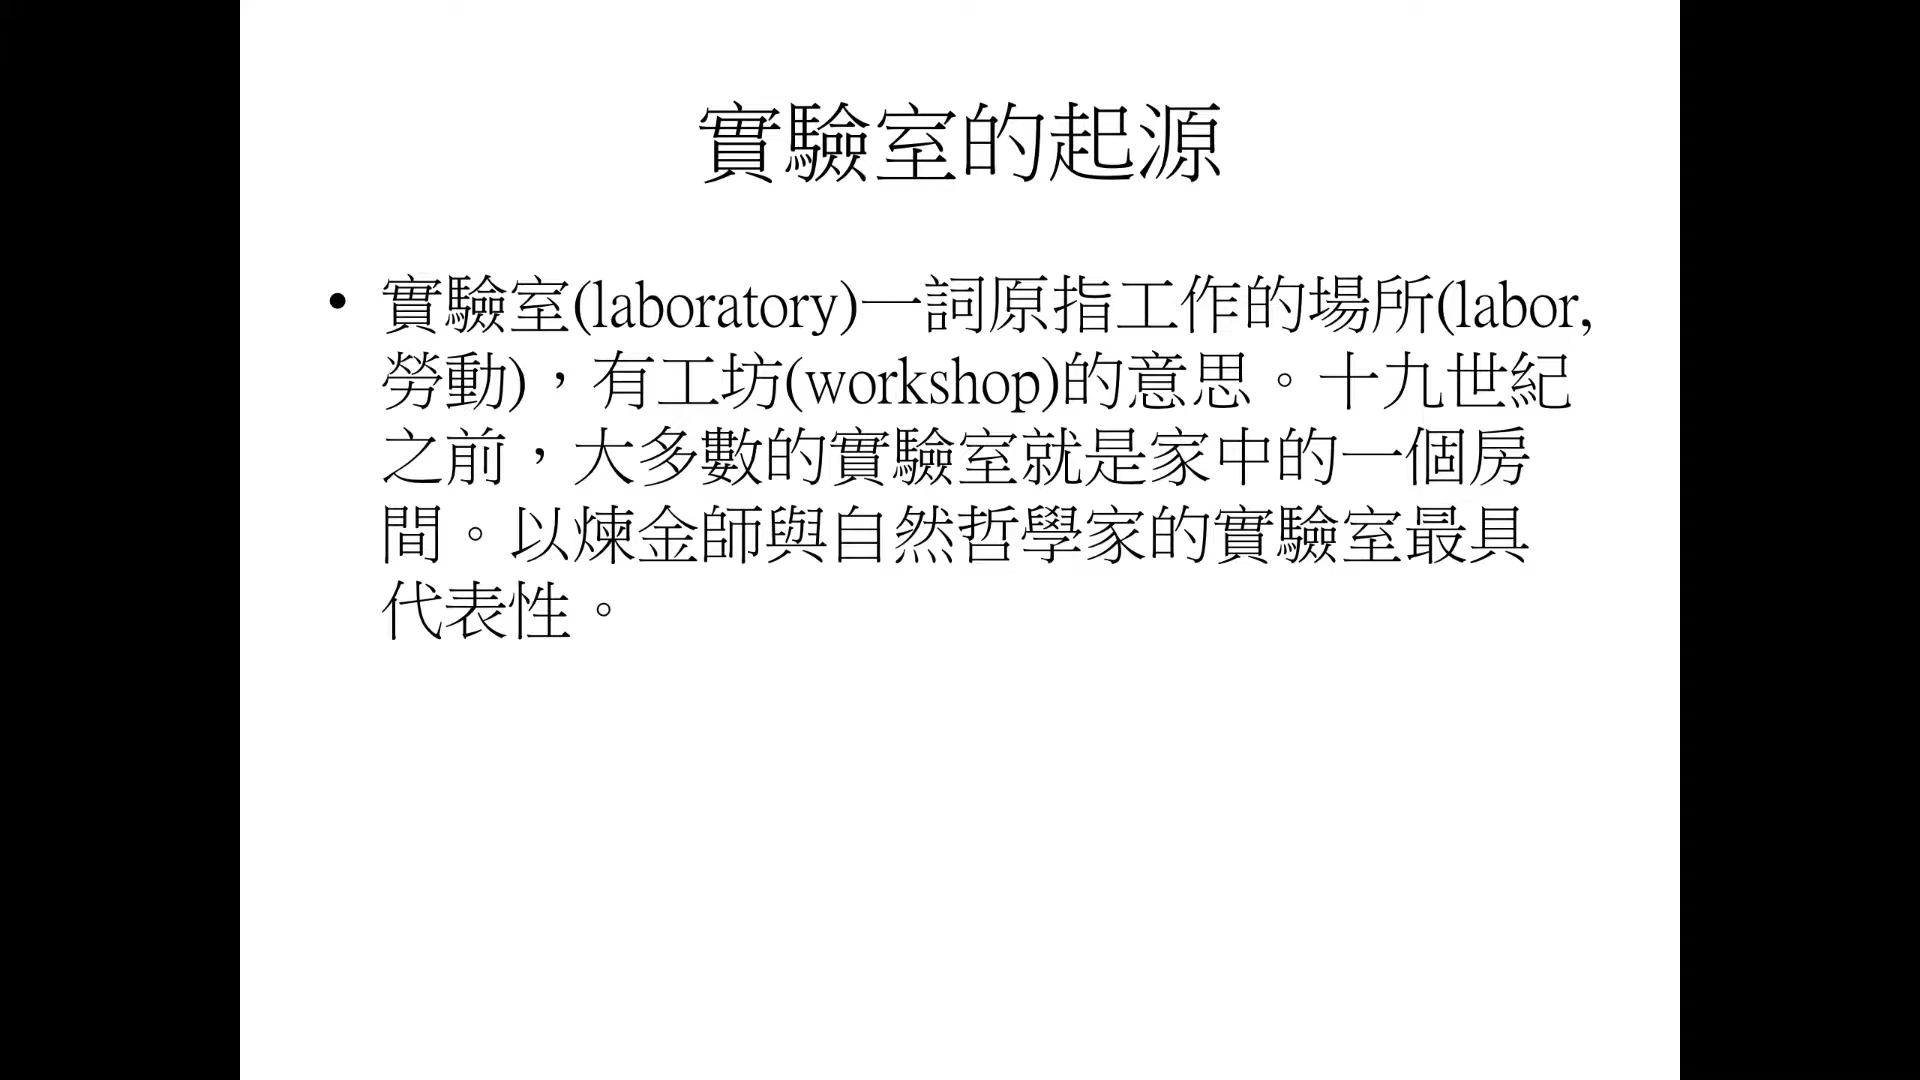 實驗室的起源
• 實驗室(laboratory)一詞原指工作的場所(labor,
勞動)，有工坊(workshop)的意思。十九世紀
之前，大多數的實驗室就是家中的一個房
間。以煉金師與自然哲學家的實驗室最具
代表性。